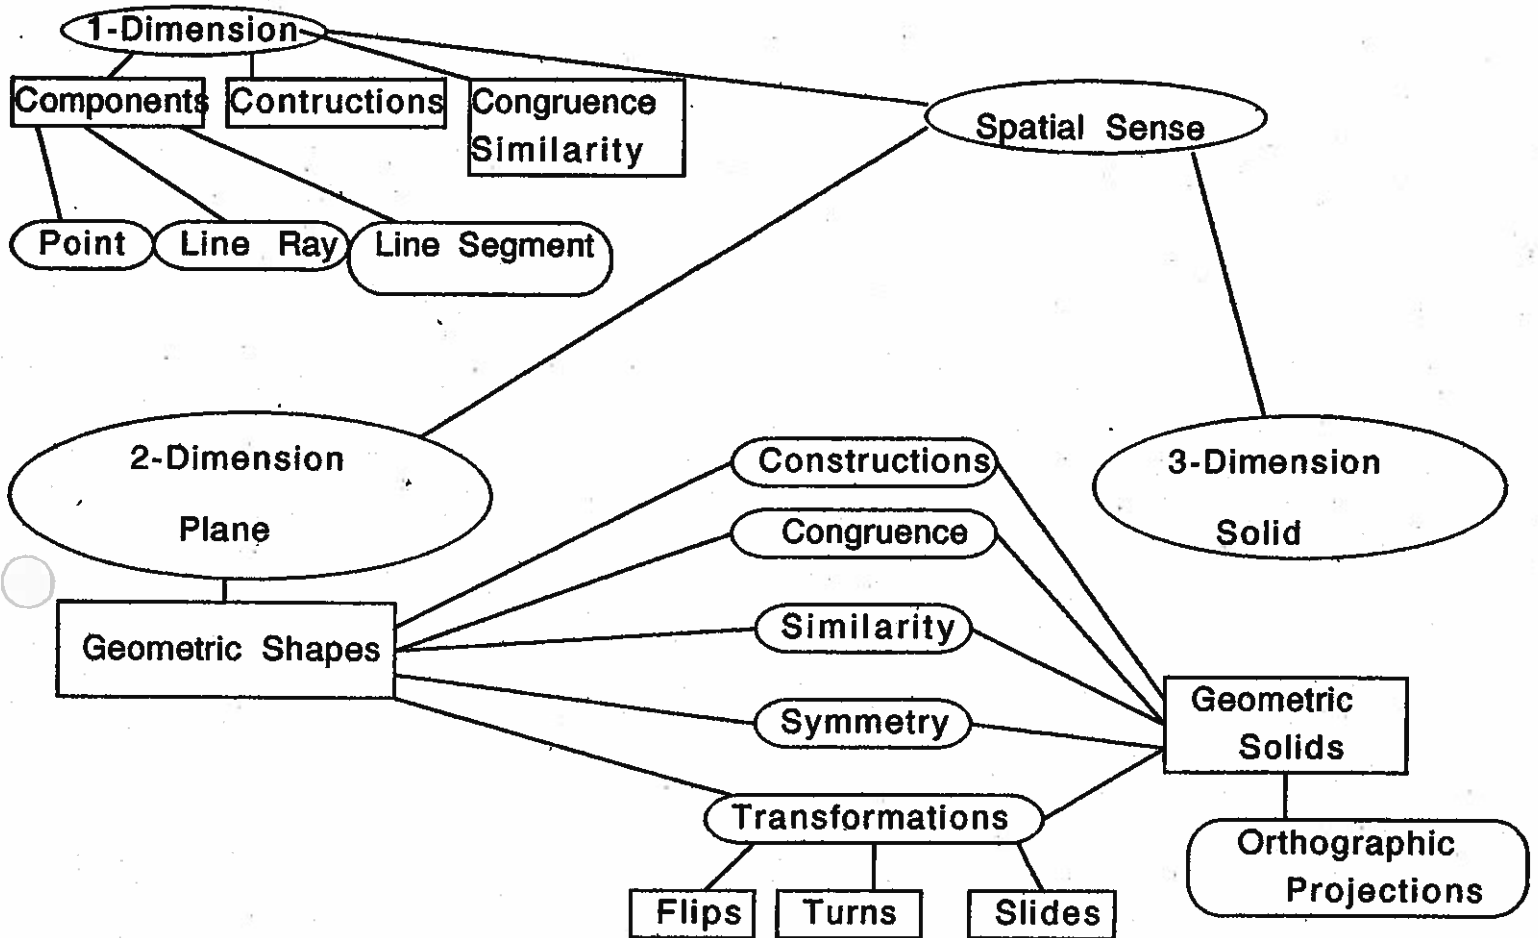 1-Dimension
Components
Contructions
Congruence
Similarity
Spatial Sense
Point
Line Ray
Line Segment
2-Dimension
Plane
3-Dimension
Solid
Constructions
Congruence
Similarity
Symmetry
Transformations
Geometric Shapes
Geometric
Solids
Orthographic
Projections
Flips
Turns
Slides